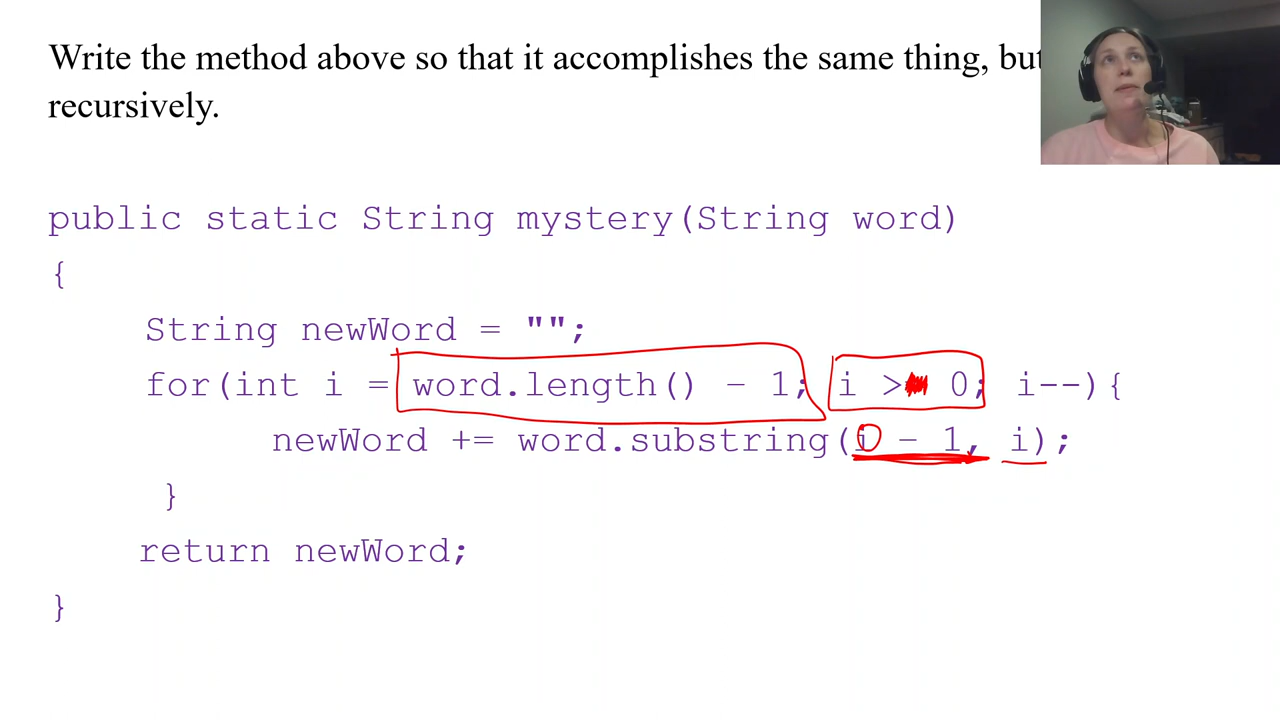 Write the method above so that it accomplishes the same thing, but
recursively.
public static String mystery(String word)
{
String newWord = "";
for(int i = word.length() - 1; i > 0; i--){
newWord += word.substring(i - 1, i);
}
return newWord;
}